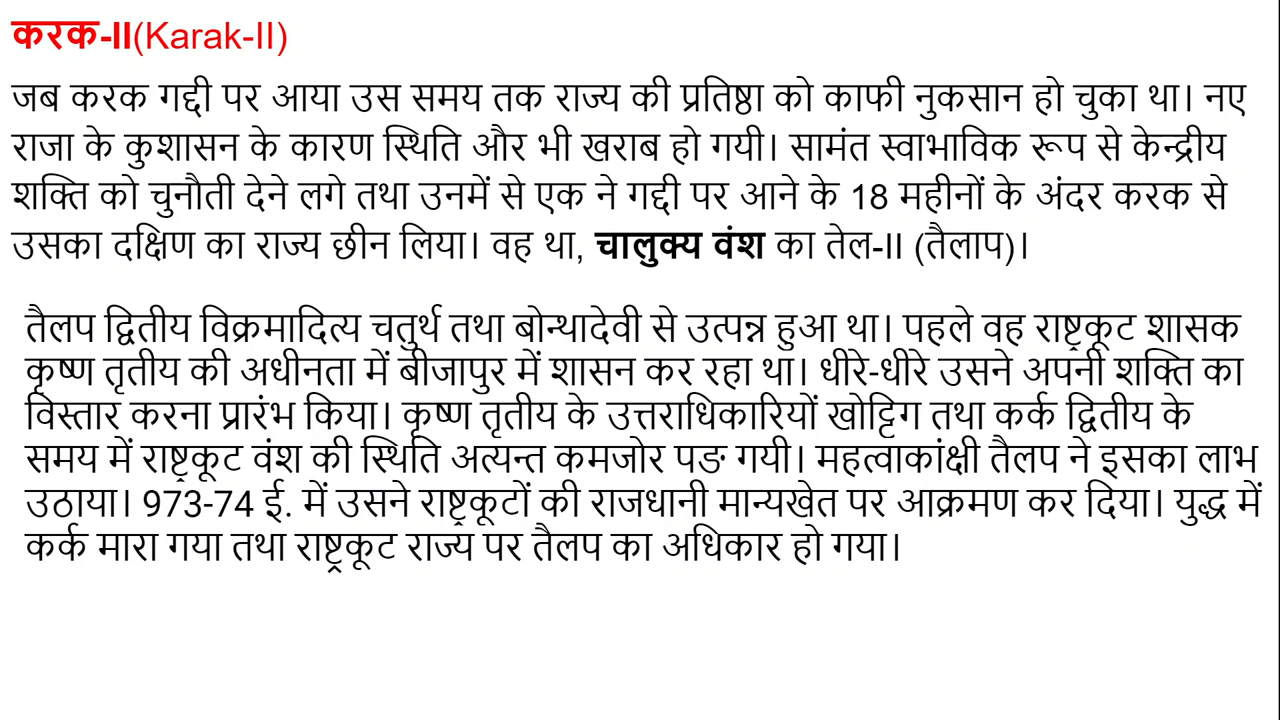 करक-II(Karak-II)
जब करक गद्दी पर आया उस समय तक राज्य की प्रतिष्ठा को काफी नुकसान हो चुका था। नए
राजा के कुशासन के कारण स्थिति और भी खराब हो गयी। सामंत स्वाभाविक रूप से केन्द्रीय
शक्ति को चुनौती देने लगे तथा उनमें से एक ने गद्दी पर आने के 18 महीनों के अंदर करक से
उसका दक्षिण का राज्य छीन लिया। वह था, चालुक्य वंश का तेल-II (तैलाप)।
तैलप द्वितीय विक्रमादित्य चतुर्थ तथा बोन्थादेवी से उत्पन्न हुआ था। पहले वह राष्ट्रकूट शासक
कृष्ण तृतीय की अधीनता में बीजापुर में शासन कर रहा था। धीरे-धीरे उसने अपनी शक्ति का
विस्तार करना प्रारंभ किया। कृष्ण तृतीय के उत्तराधिकारियों खोट्टिग तथा कर्क द्वितीय के
समय में राष्ट्रकूट वंश की स्थिति अत्यन्त कमजोर पङ गयी। महत्वाकांक्षी तैलप ने इसका लाभ
उठाया। 973-74 ई. में उसने राष्ट्रकूटों की राजधानी मान्यखेत पर आक्रमण कर दिया। युद्ध में
कर्क मारा गया तथा राष्ट्रकूट राज्य पर तैलप का अधिकार हो गया।